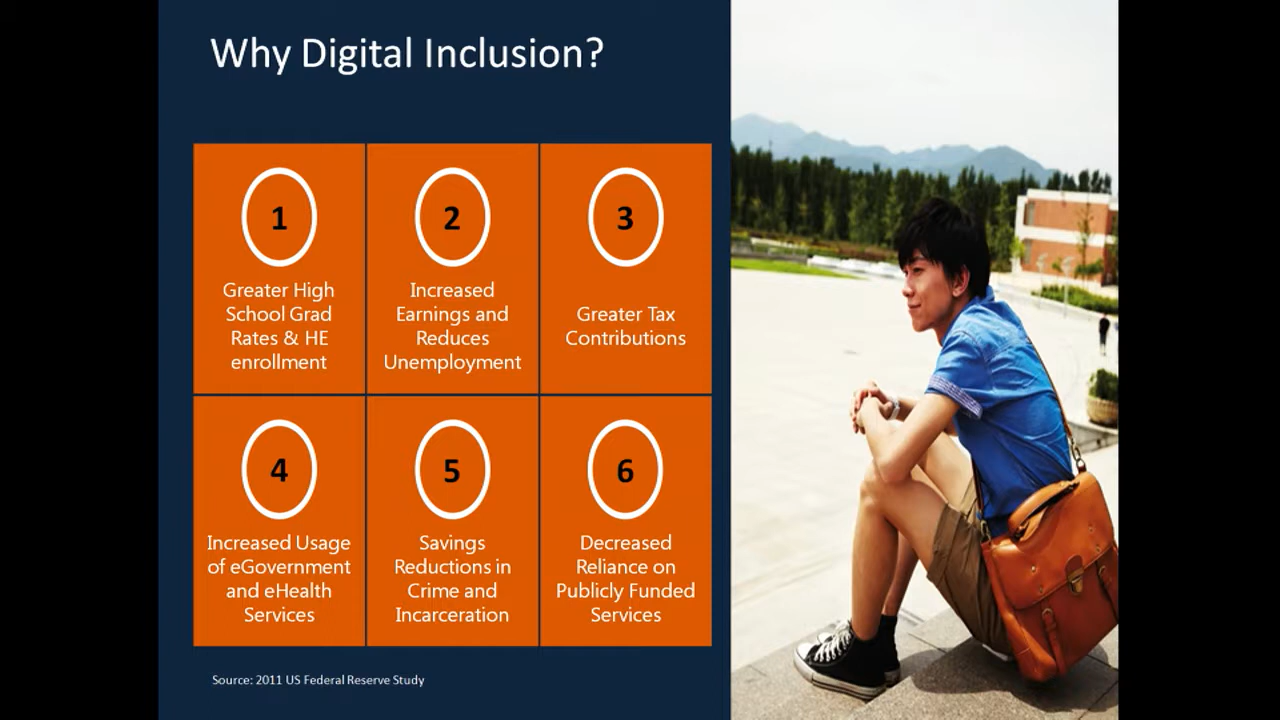 Why Digital Inclusion?
1
Greater High
School Grad
Rates & HE
enrollment
2
Increased
Earnings and
Reduces
Unemployment
3
Greater Tax
Contributions
4
Increased Usage
of eGovernment
and eHealth
Services
5
Savings
Reductions in
Crime and
Incarceration
6
Decreased
Reliance on
Publicly Funded
Services
Source: 2011 US Federal Reserve Study